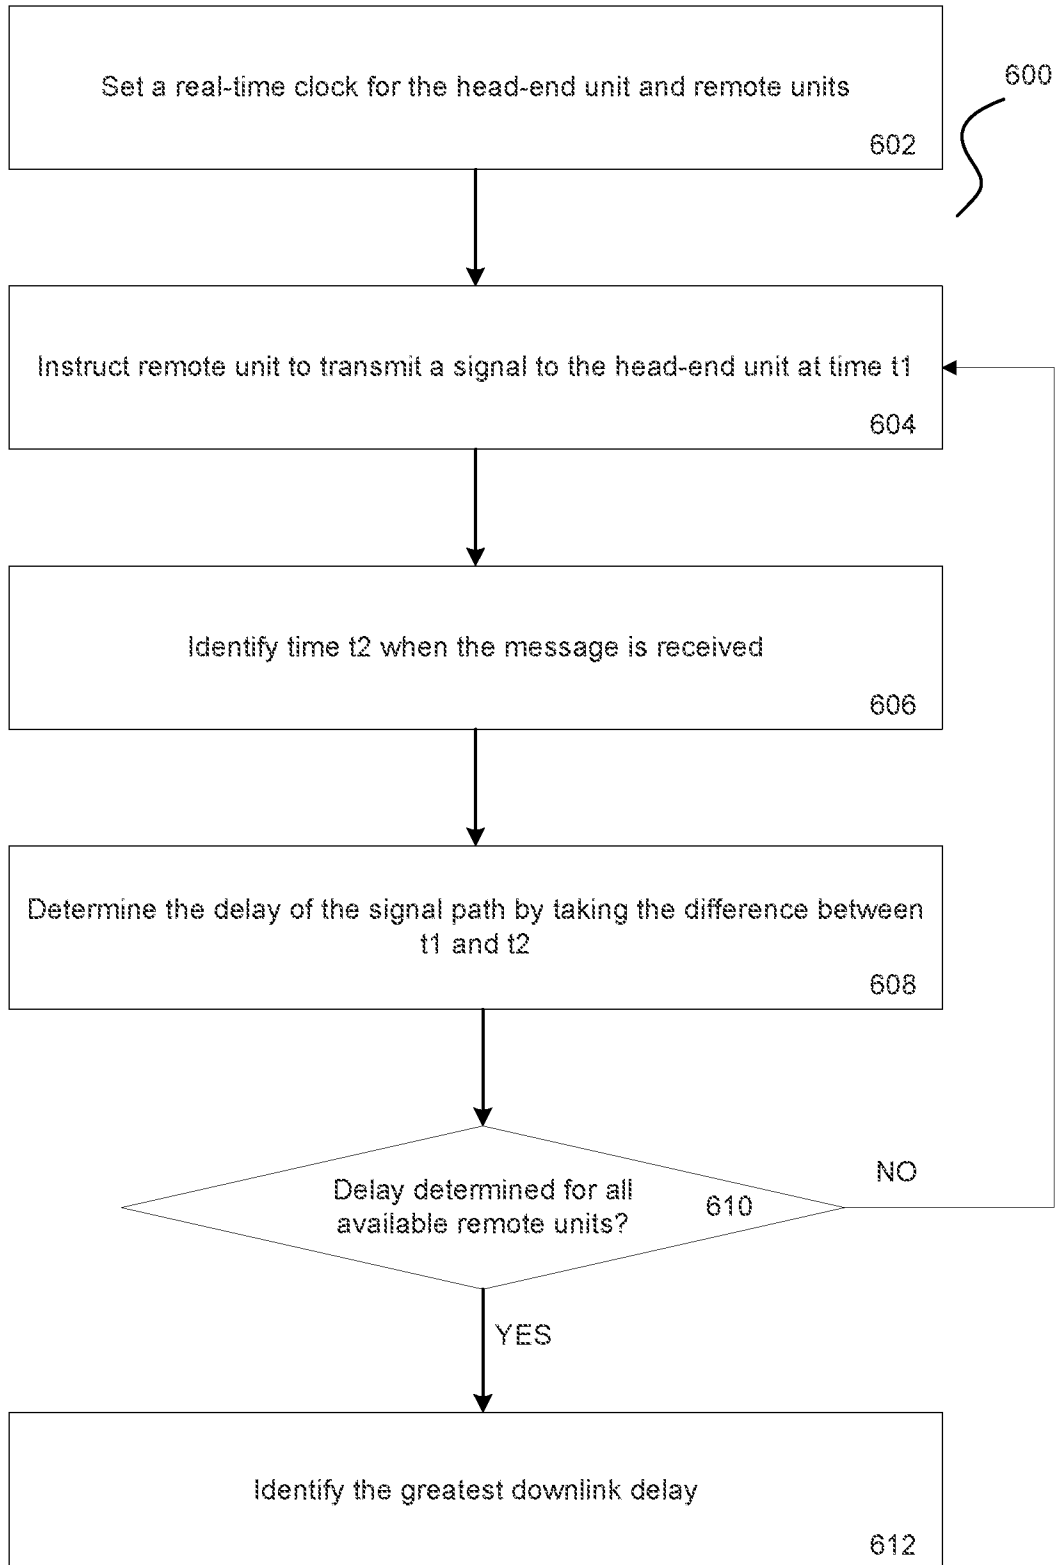 Set a real-time clock for the head-end unit and remote units
602
600
Instruct remote unit to transmit a signal to the head-end unit at time t1
604
Identify time t2 when the message is received
606
Determine the delay of the signal path by taking the difference between
t1 and t2
608
Delay determined for all
available remote units?
610
NO
YES
Identify the greatest downlink delay
612